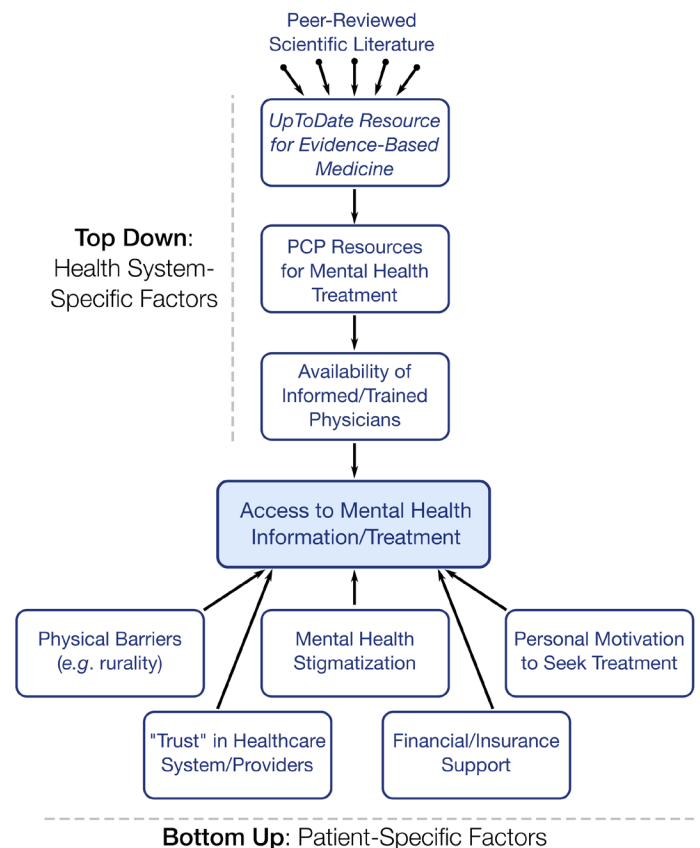 Peer-Reviewed
Scientific Literature
UpToDate Resource
for Evidence-Based
Medicine
Top Down:
Health System-
Specific Factors
PCP Resources
for Mental Health
Treatment
Availability of
Informed/Trained
Physicians
Access to Mental Health
Information/Treatment
Physical Barriers
(e.g. rurality)
Mental Health
Stigmatization
Personal Motivation
to Seek Treatment
"Trust" in Healthcare
System/Providers
Financial/Insurance
Support
Bottom Up: Patient-Specific Factors